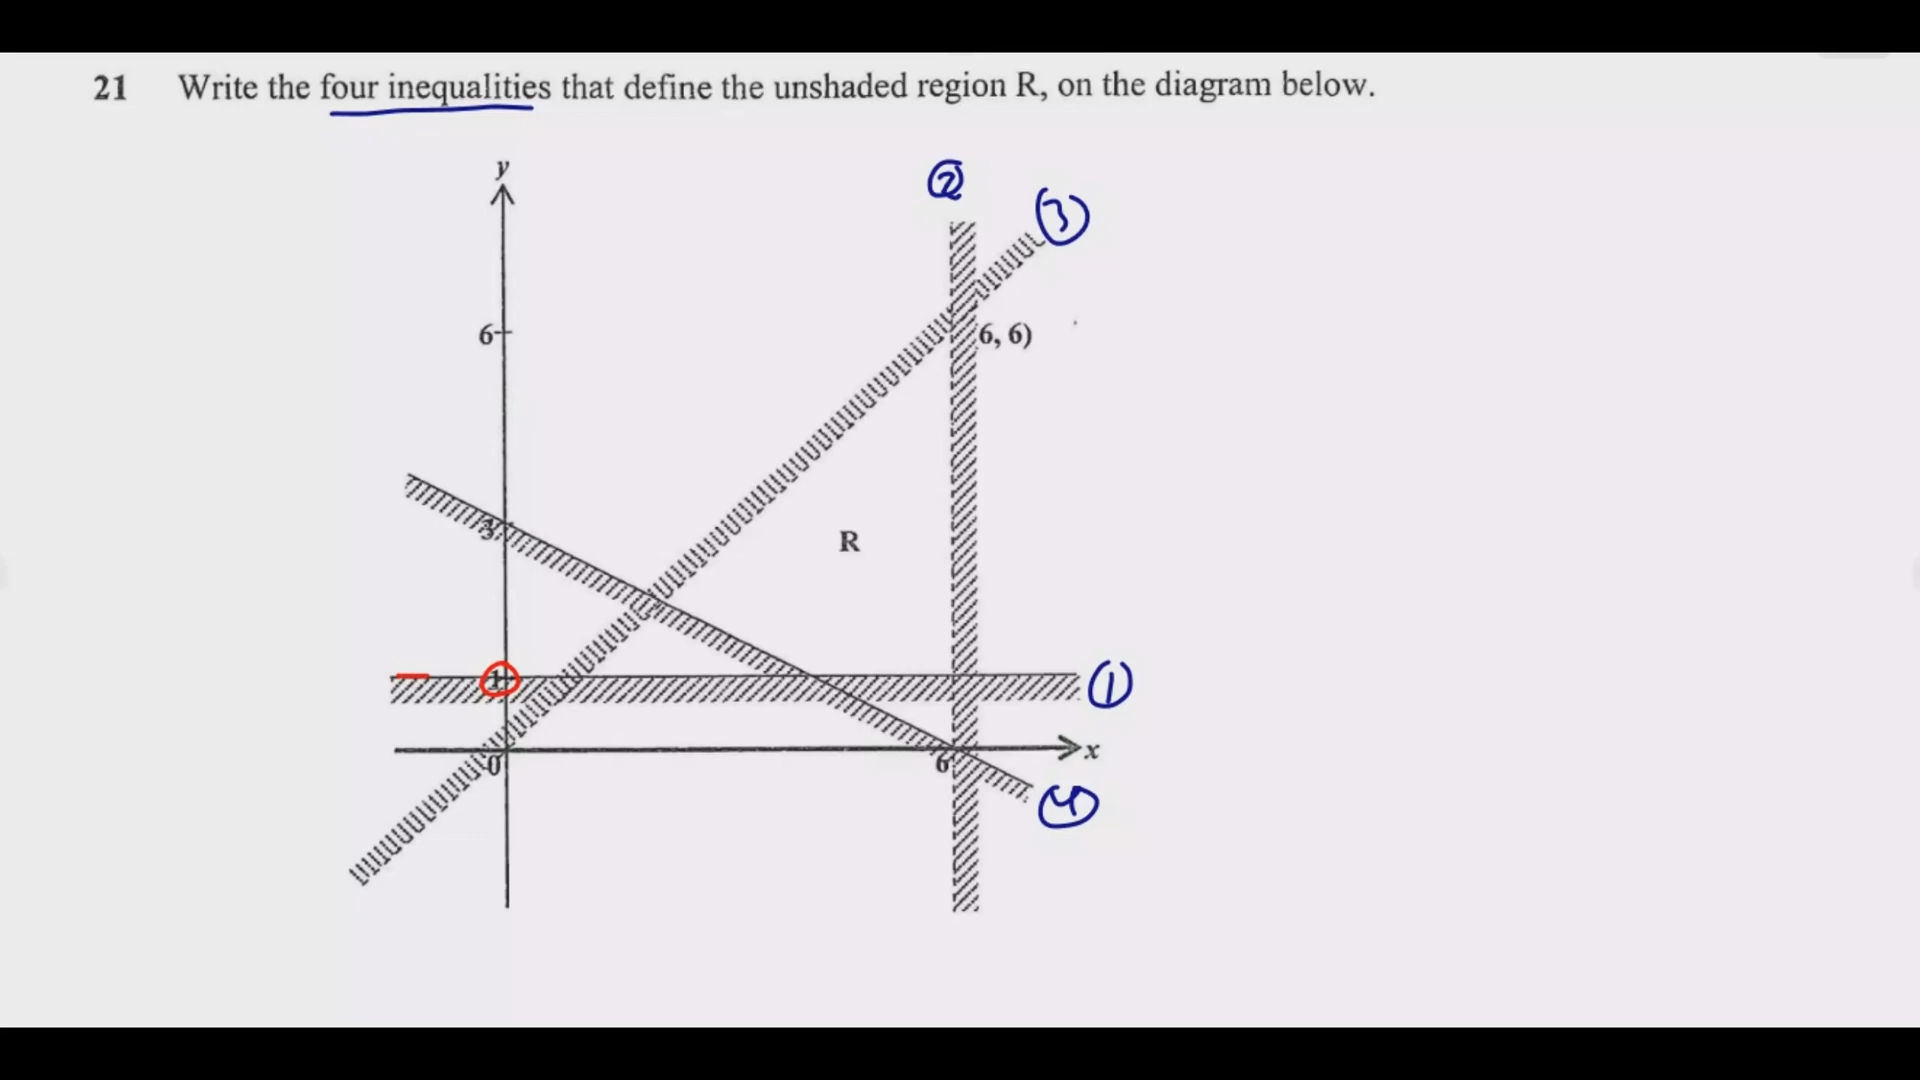 21 Write the four inequalities that define the unshaded region R, on the diagram below.
y
②
③
6
6, 6)
3
R
1
①
0
6
x
④